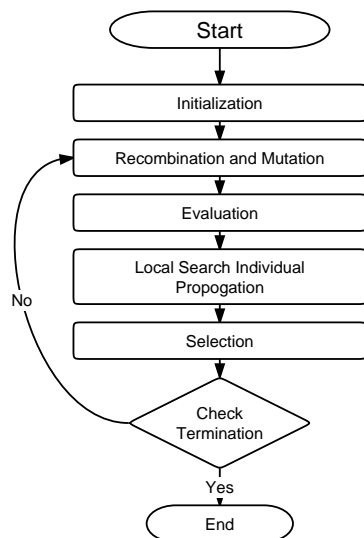 Start
Initialization
Recombination and Mutation
Evaluation
Local Search Individual
Propogation
Selection
Check
Termination
No
Yes
End